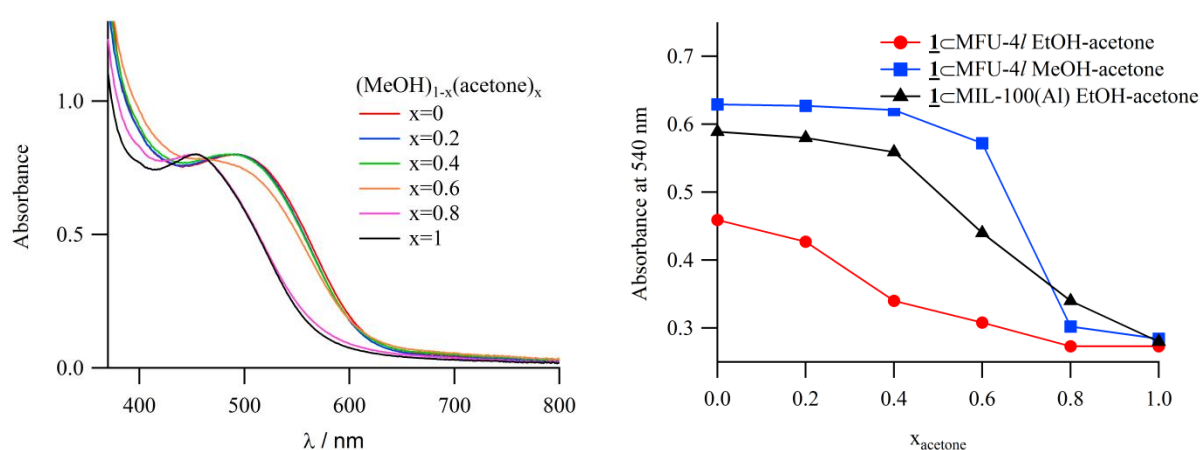 Absorbance
1.0
0.5
0.0
400
500
600
700
800
λ / nm
(MeOH)1-x(acetone)x
x=0
x=0.2
x=0.4
x=0.6
x=0.8
x=1
Absorbance at 540 nm
0.7
0.6
0.5
0.4
0.3
0.0
0.2
0.4
0.6
0.8
1.0
xacetone
1⊂MFU-4l EtOH-acetone
1⊂MFU-4l MeOH-acetone
1⊂MIL-100(Al) EtOH-acetone